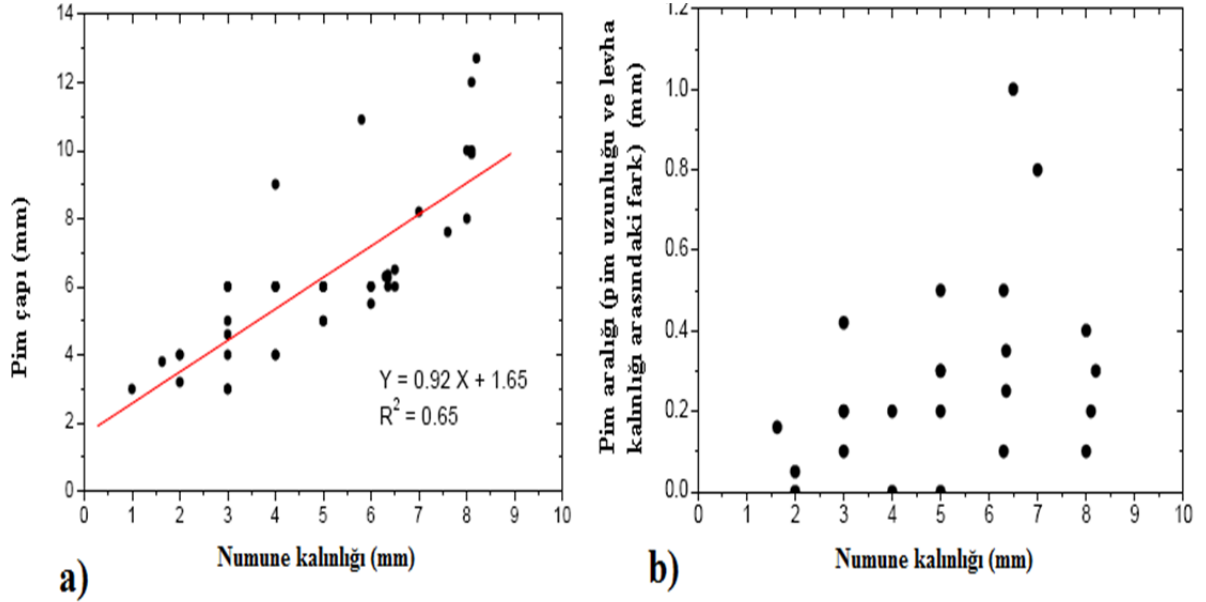 14
12
10
8
6
4
2
0
0 1 2 3 4 5 6 7 8 9 10
Pim çapı (mm)
Numune kalınlığı (mm)
Y = 0.92 X + 1.65
R² = 0.65
a)
1.2
1.0
0.8
0.6
0.4
0.2
0.0
0 1 2 3 4 5 6 7 8 9 10
Pim aralığı (pim uzunluğu ve levha
kalınlığı arasındaki fark) (mm)
Numune kalınlığı (mm)
b)